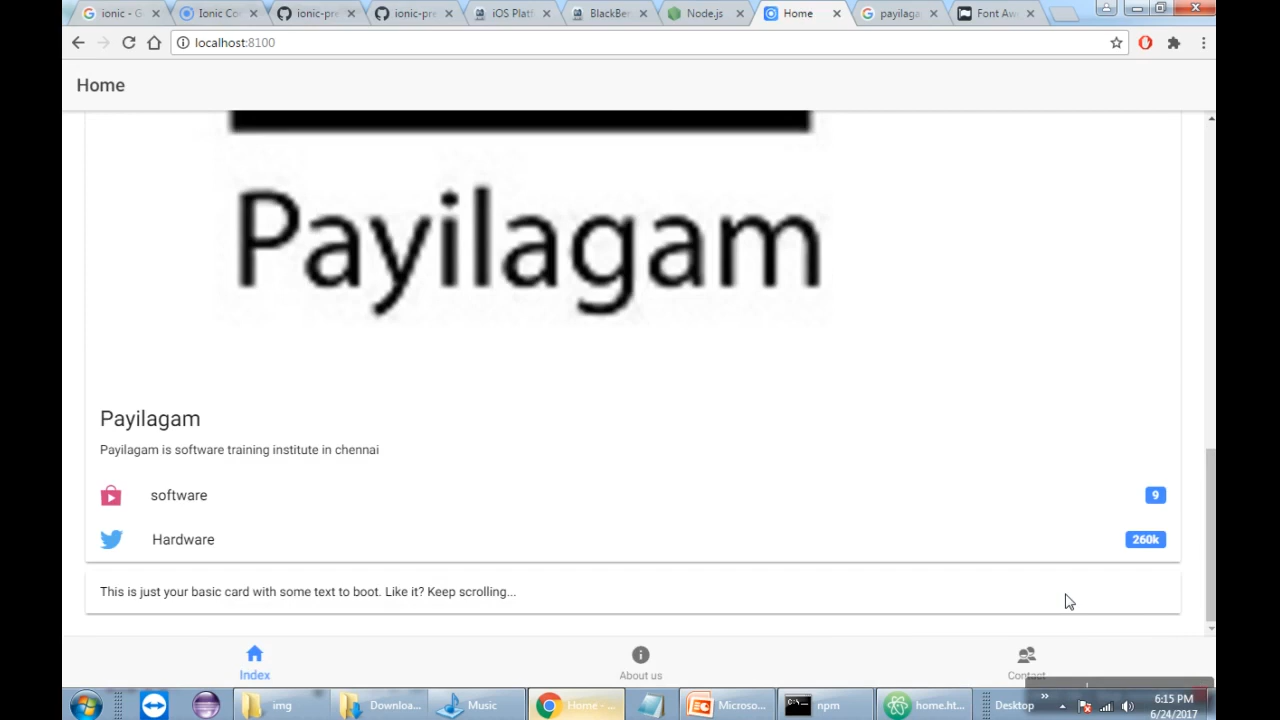 ionic - G
Ionic Co
ionic-pre
ionic-pre
iOS Platf
BlackBer
Node.js
Home
payilaga
Font Aw
localhost:8100
Home
Payilagam
Payilagam
Payilagam is software training institute in chennai
software
9
Hardware
260k
This is just your basic card with some text to boot. Like it? Keep scrolling...
Index
About us
Contact
img
Downloa...
Music
Home - ...
Microso...
npm
home.ht...
Desktop
6:15 PM
6/24/2017